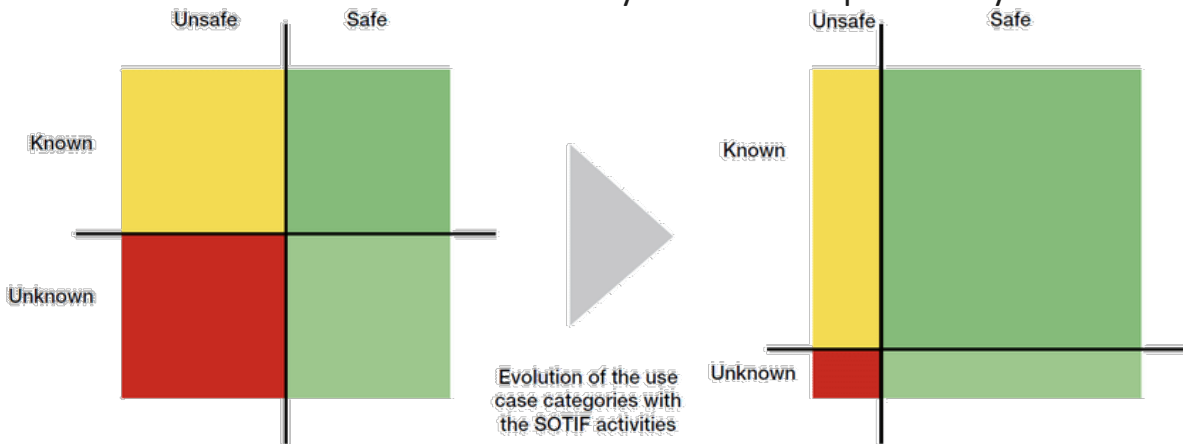 Unsafe Safe
Known
Unknown
Evolution of the use
case categories with
the SOTIF activities
Unsafe Safe
Known
Unknown